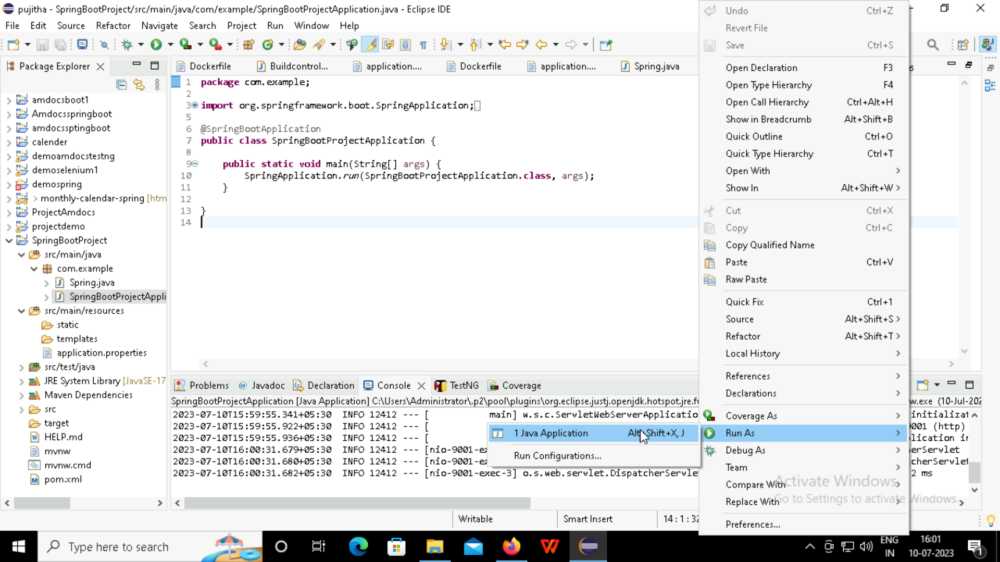 pujitha - SpringBootProject/src/main/java/com/example/SpringBootProjectApplication.java - Eclipse IDE
File Edit Source Refactor Navigate Search Project Run Window Help
Package Explorer
amdocsboot1
Amdocsspringboot
amdocssptingboot
calender
demoamdocstestng
demoselenium1
demospring
> monthly-calendar-spring [htm
ProjectAmdocs
projectdemo
SpringBootProject
src/main/java
com.example
Spring.java
SpringBootProjectAppli
src/main/resources
static
templates
application.properties
src/test/java
JRE System Library [JavaSE-17
Maven Dependencies
src
target
HELP.md
mvnw
mvnw.cmd
pom.xml
Dockerfile Buildcontrol... application.... Dockerfile application.... Spring.java
1 package com.example;
2
3 import org.springframework.boot.SpringApplication;
5
6 @SpringBootApplication
7 public class SpringBootProjectApplication {
8
9 public static void main(String[] args) {
10 SpringApplication.run(SpringBootProjectApplication.class, args);
11 }
12
13 }
14
Problems @ Javadoc Declaration Console TestNG Coverage
SpringBootProjectApplication [Java Application] C:\Users\Administrator\.p2\pool\plugins\org.eclipse.justj.openjdk.hotspot.jre.fu w.exe (10-Jul-202
2023-07-10T15:59:55.341+05:30 INFO 12412 --- [ main] w.s.c.ServletWebServerApplicatio initializat
2023-07-10T15:59:55.922+05:30 INFO 12412 --- [ 9001 (http)
2023-07-10T15:59:55.936+05:30 INFO 12412 --- [ lication in
2023-07-10T16:00:31.679+05:30 INFO 12412 --- [nio-9001-ex erServlet
2023-07-10T16:00:31.680+05:30 INFO 12412 --- [nio-9001-ex cherServlet
2023-07-10T16:00:31.682+05:30 INFO 12412 --- [nio-9001-exec-3] o.s.web.servlet.DispatcherServle 2 ms
1 Java Application Alt+Shift+X, J
Run Configurations...
Undo Ctrl+Z
Revert File
Save Ctrl+S
Open Declaration F3
Open Type Hierarchy F4
Open Call Hierarchy Ctrl+Alt+H
Show in Breadcrumb Alt+Shift+B
Quick Outline Ctrl+O
Quick Type Hierarchy Ctrl+T
Open With
Show In Alt+Shift+W
Cut Ctrl+X
Copy Ctrl+C
Copy Qualified Name
Paste Ctrl+V
Raw Paste
Quick Fix Ctrl+1
Source Alt+Shift+S
Refactor Alt+Shift+T
Local History
References
Declarations
Coverage As
Run As
Debug As
Team
Compare With
Replace With
Preferences...
Activate Windows
Go to Settings to activate Windows.
Writable Smart Insert 14 : 1 : 32
Type here to search
ENG
IN
16:01
10-07-2023
1